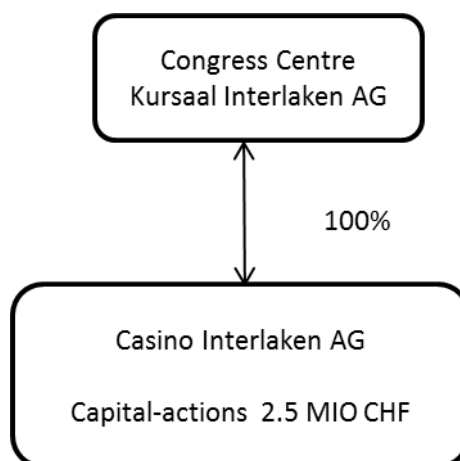 Congress Centre
Kursaal Interlaken AG
100%
Casino Interlaken AG
Capital-actions 2.5 MIO CHF